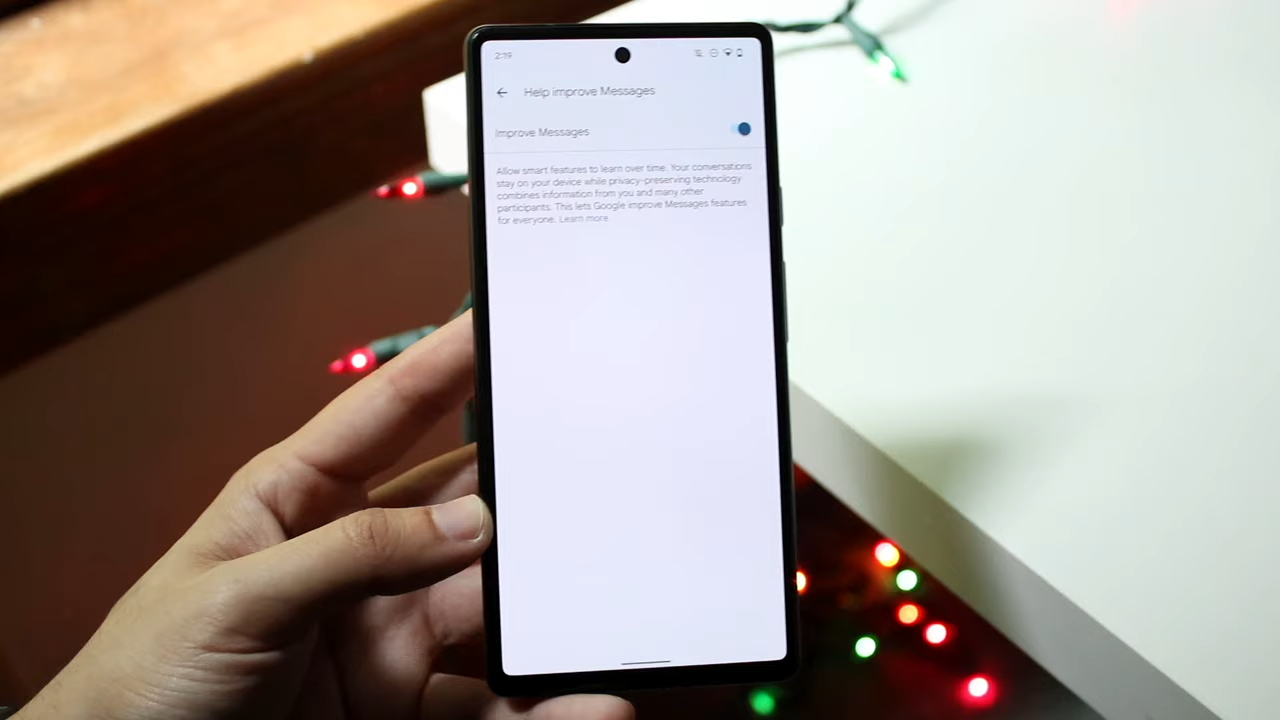 2:19
Help improve Messages
Improve Messages
Allow smart features to learn over time. Your conversations
stay on your device while privacy-preserving technology
combines information from you and many other
participants. This lets Google improve Messages features
for everyone. Learn more